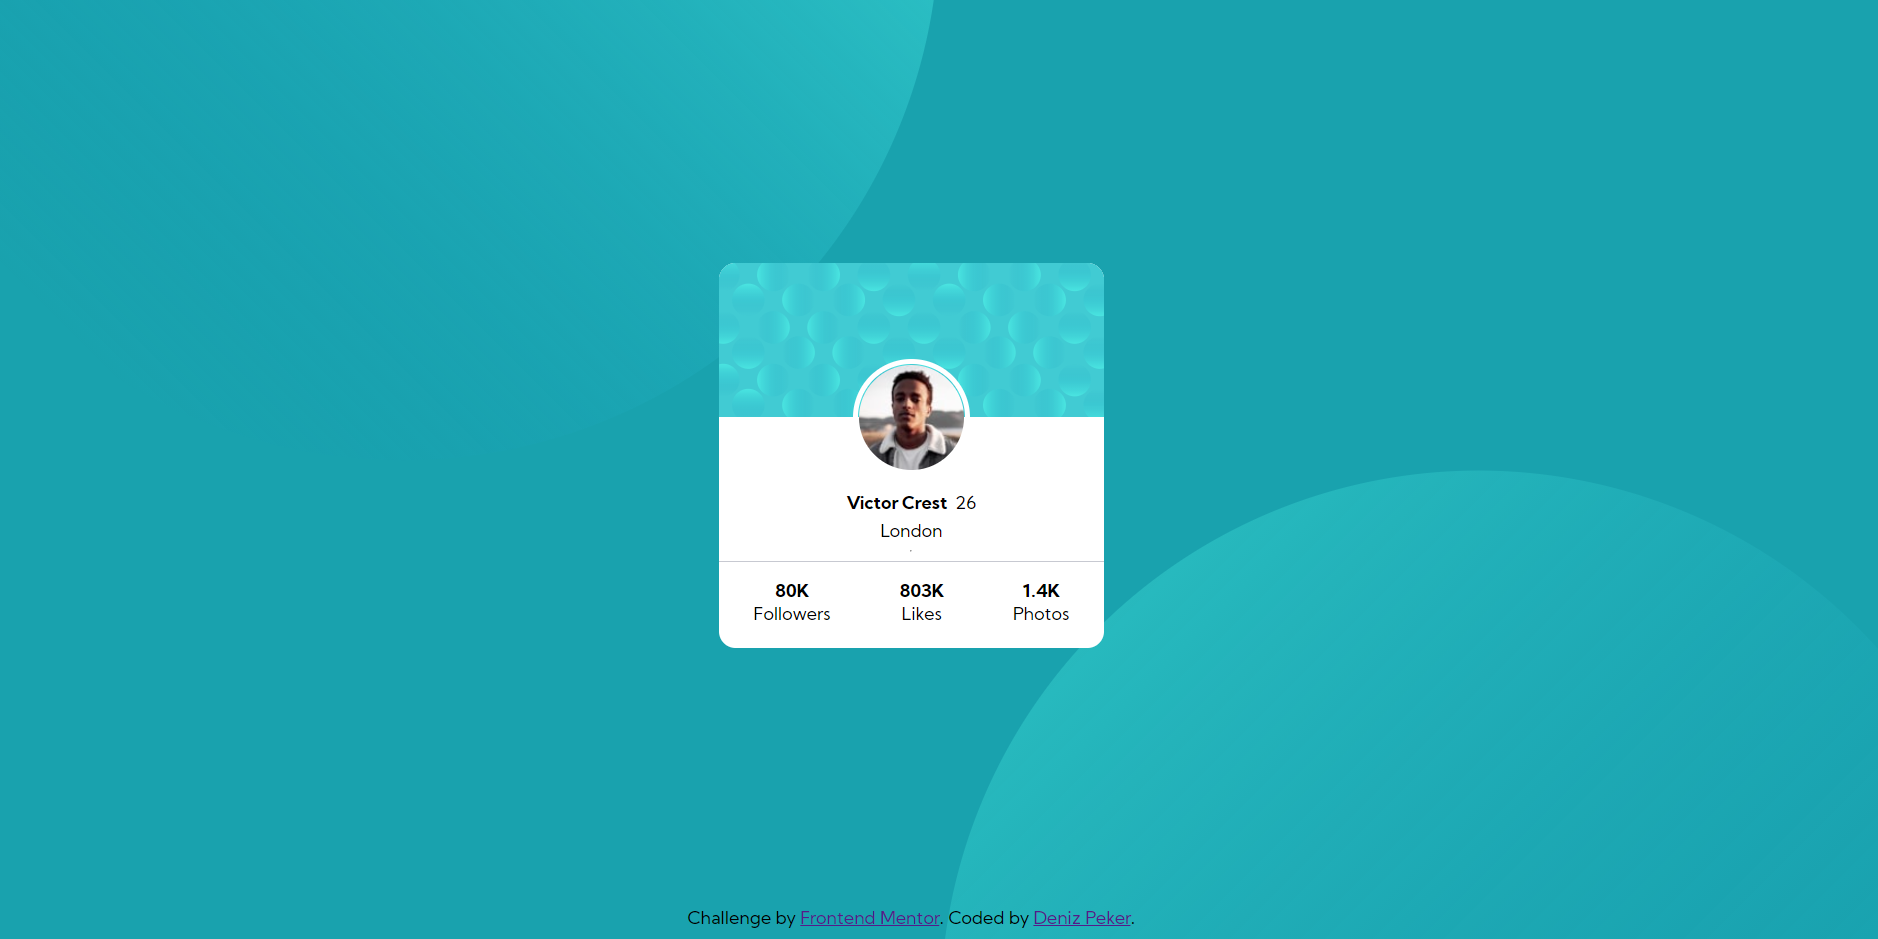 Victor Crest 26
London
80K 803K 1.4K
Followers Likes Photos
Challenge by Frontend Mentor. Coded by Deniz Peker.